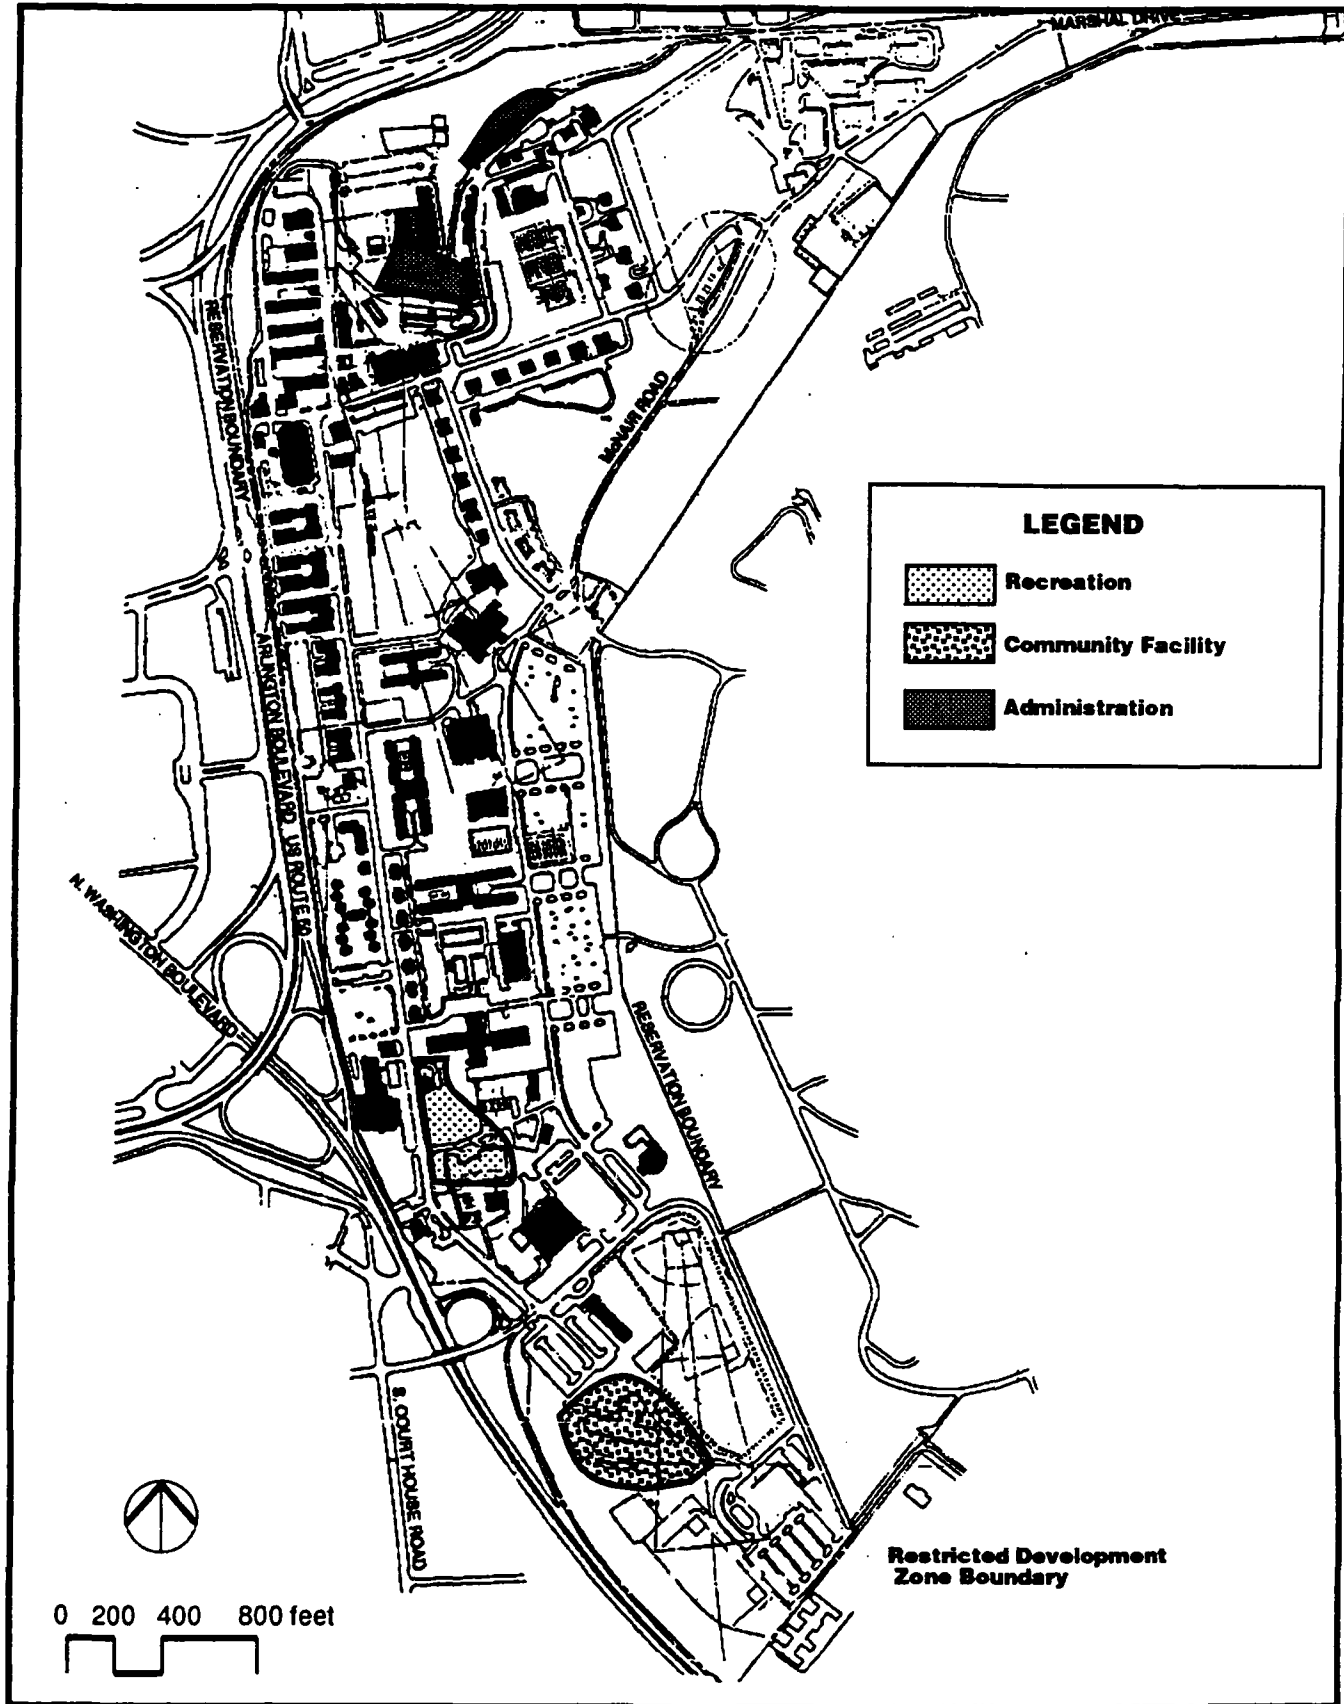 MARSHAL DRIVE
RESERVATION BOUNDARY
McNAIR ROAD
LEGEND
Recreation
Community Facility
Administration
ARLINGTON BOULEVARD US ROUTE 50
N. WASHINGTON BOULEVARD
RESERVATION BOUNDARY
S. COURT HOUSE ROAD
Restricted Development
Zone Boundary
0 200 400 800 feet